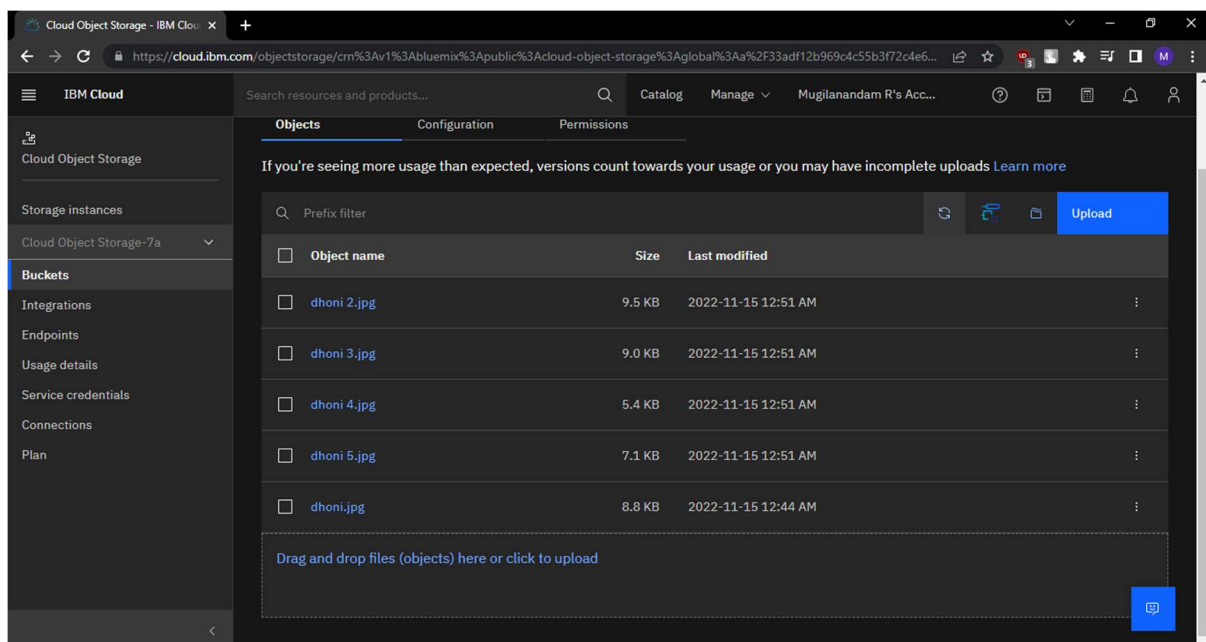 Cloud Object Storage - IBM Clou
https://cloud.ibm.com/objectstorage/crn%3Av1%3Abluemix%3Apublic%3Acloud-object-storage%3Aglobal%3Aa%2F33adf12b969c4c55b3f72c4e6...
3
M
IBM Cloud
Search resources and products...
Catalog
Manage
Mugilanandam R's Acc...
Cloud Object Storage
Storage instances
Cloud Object Storage-7a
Buckets
Integrations
Endpoints
Usage details
Service credentials
Connections
Plan
Objects Configuration Permissions
If you're seeing more usage than expected, versions count towards your usage or you may have incomplete uploads Learn more
Prefix filter
Upload
Object name Size Last modified
dhoni 2.jpg 9.5 KB 2022-11-15 12:51 AM
dhoni 3.jpg 9.0 KB 2022-11-15 12:51 AM
dhoni 4.jpg 5.4 KB 2022-11-15 12:51 AM
dhoni 5.jpg 7.1 KB 2022-11-15 12:51 AM
dhoni.jpg 8.8 KB 2022-11-15 12:44 AM
Drag and drop files (objects) here or click to upload